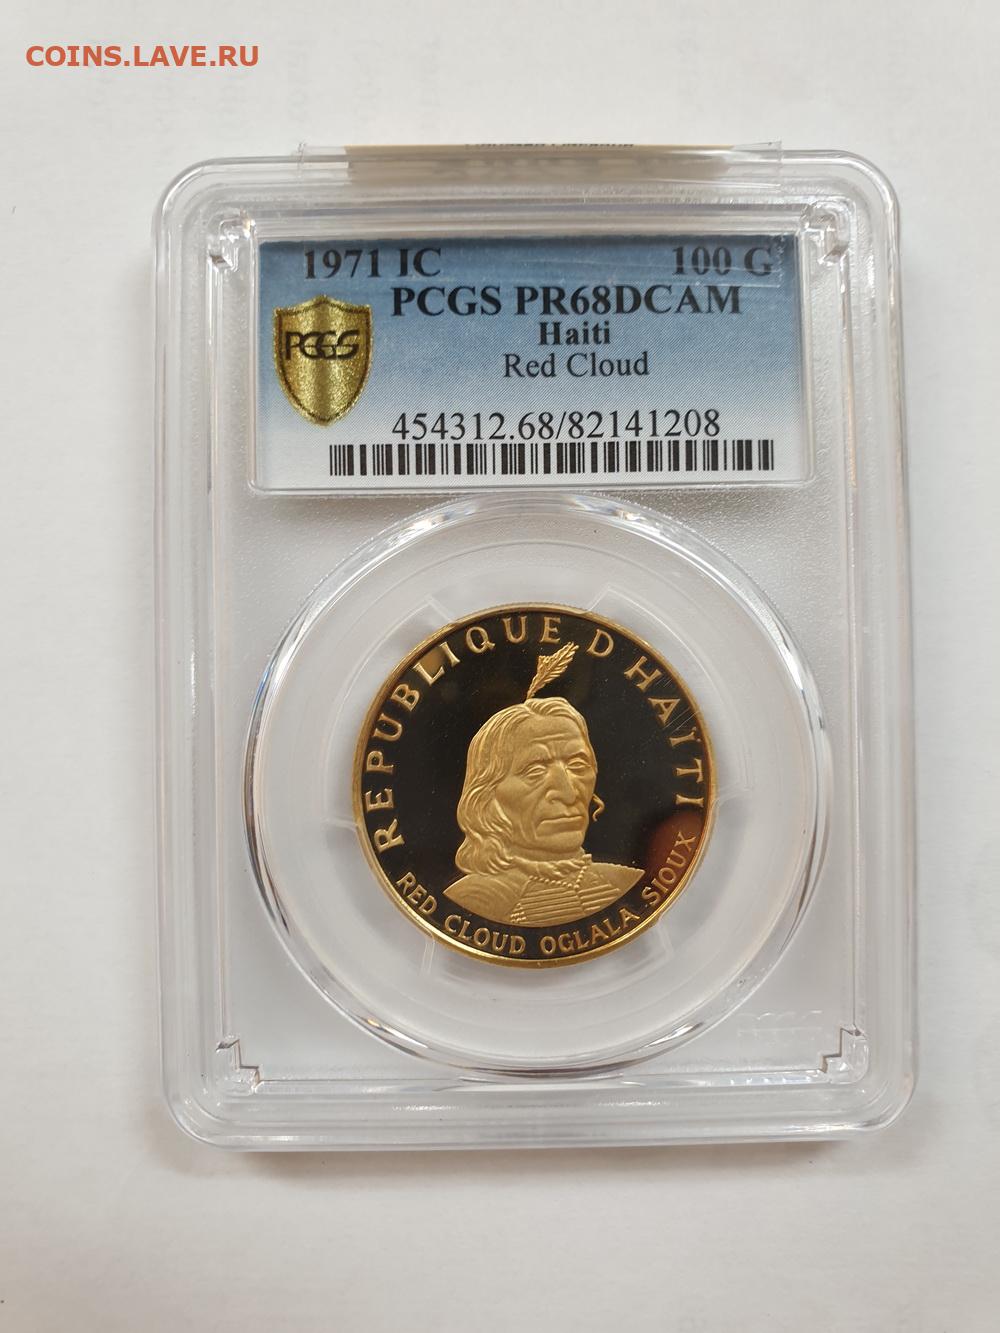 COINS.LAVE.RU
1971 IC 100 G
PCGS PR68DCAM
Haiti
Red Cloud
PCGS
454312.68/82141208
REPUBLIQUE D HAÏTI
RED CLOUD OGLALA SIOUX